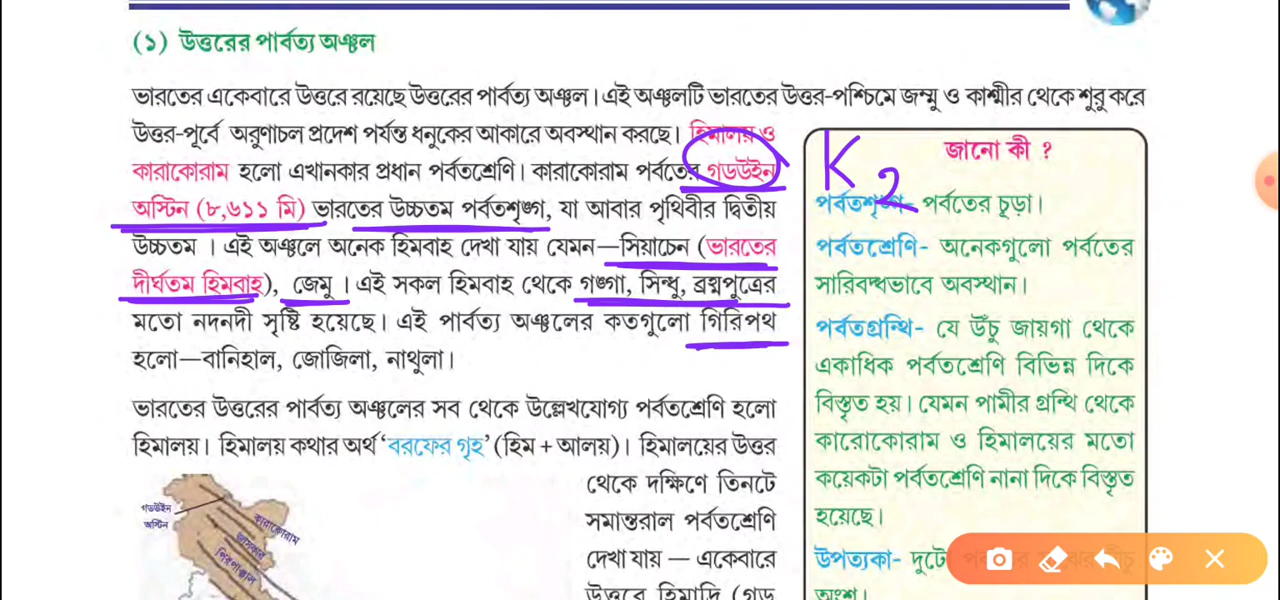 (১) উত্তরের পার্বত্য অঞ্চল
ভারতের একেবারে উত্তরে রয়েছে উত্তরের পার্বত্য অঞ্চল। এই অঞ্চলটি ভারতের উত্তর-পশ্চিমে জম্মু ও কাশ্মীর থেকে শুরু করে
উত্তর-পূর্বে অরুণাচল প্রদেশ পর্যন্ত ধনুকের আকারে অবস্থান করছে। হিমালয় ও
কারাকোরাম হলো এখানকার প্রধান পর্বতশ্রেণি। কারাকোরাম পর্বতের গডউইন
অস্টিন (৮,৬১১ মি) ভারতের উচ্চতম পর্বতশৃঙ্গ, যা আবার পৃথিবীর দ্বিতীয়
উচ্চতম । এই অঞ্চলে অনেক হিমবাহ দেখা যায় যেমন—সিয়াচেন (ভারতের
দীর্ঘতম হিমবাহ), জেমু । এই সকল হিমবাহ থেকে গঙ্গা, সিন্ধু, ব্রহ্মপুত্রের
মতো নদনদী সৃষ্টি হয়েছে। এই পার্বত্য অঞ্চলের কতগুলো গিরিপথ
হলো—বানিহাল, জোজিলা, নাথুলা।
ভারতের উত্তরের পার্বত্য অঞ্চলের সব থেকে উল্লেখযোগ্য পর্বতশ্রেণি হলো
হিমালয়। হিমালয় কথার অর্থ ‘বরফের গৃহ’ (হিম + আলয়)। হিমালয়ের উত্তর
থেকে দক্ষিণে তিনটে
সমান্তরাল পর্বতশ্রেণি
দেখা যায় — একেবারে
উত্তরে হিমাদ্রি (গড়
গডউইন
অস্টিন
কারাকোরাম
জাসকার
পিরপাঞ্জাল
K2
জানো কী ?
পর্বতশৃঙ্গ- পর্বতের চূড়া।
পর্বতশ্রেণি- অনেকগুলো পর্বতের
সারিবদ্ধভাবে অবস্থান।
পর্বতগ্রন্থি- যে উঁচু জায়গা থেকে
একাধিক পর্বতশ্রেণি বিভিন্ন দিকে
বিস্তৃত হয়। যেমন পামীর গ্রন্থি থেকে
কারোকোরাম ও হিমালয়ের মতো
কয়েকটা পর্বতশ্রেণি নানা দিকে বিস্তৃত
হয়েছে।
উপত্যকা- দুটো
অংশ।